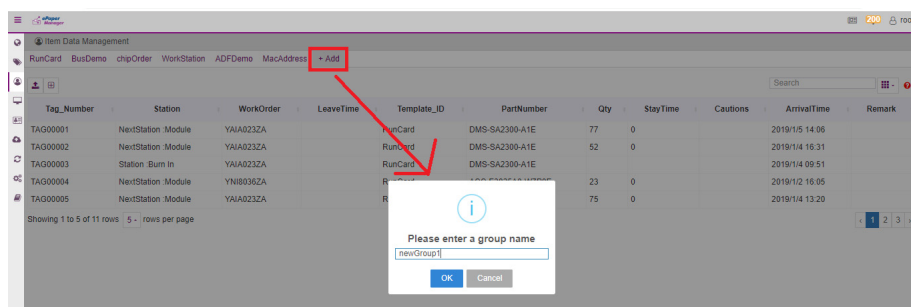 ePaper Manager
200 roo
Item Data Management
RunCard BusDemo chipOrder WorkStation ADFDemo MacAddress + Add
Search
Tag_Number Station WorkOrder LeaveTime Template_ID PartNumber Qty StayTime Cautions ArrivalTime Remark
TAG00001 NextStation :Module YAIA023ZA RunCard DMS-SA2300-A1E 77 0 2019/1/5 14:06
TAG00002 NextStation :Module YAIA023ZA RunCard DMS-SA2300-A1E 52 0 2019/1/4 16:31
TAG00003 Station :Burn In YAIA023ZA RunCard DMS-SA2300-A1E 2019/1/4 09:51
TAG00004 NextStation :Module YNI8036ZA 23 0 2019/1/2 16:05
TAG00005 NextStation :Module YAIA023ZA 75 0 2019/1/4 13:20
Showing 1 to 5 of 11 rows 5 rows per page 1 2 3
Please enter a group name
newGroup1
OK Cancel